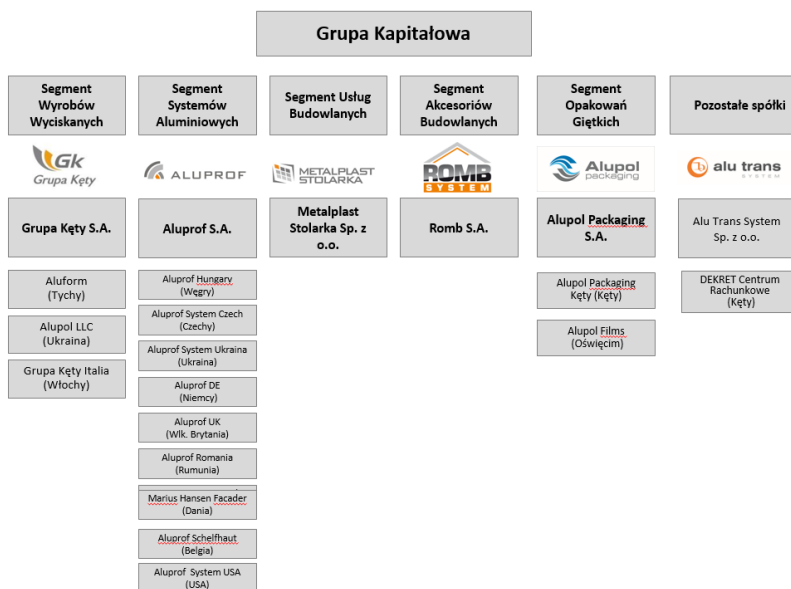 Grupa Kapitałowa
Segment
Wyrobów
Wyciskanych
Segment
Systemów
Aluminiowych
Segment Usług
Budowlanych
Segment
Akcesoriów
Budowlanych
Segment
Opakowań
Giętkich
Pozostałe spółki
Gk
Grupa Kęty
ALUPROF
METALPLAST
STOLARKA
ROMB
SYSTEM
Alupol
packaging
alu trans
SYSTEM
Grupa Kęty S.A.
Aluprof S.A.
Metalplast
Stolarka Sp. z
o.o.
Romb S.A.
Alupol Packaging
S.A.
Alu Trans System
Sp. z o.o.
Aluform
(Tychy)
Alupol LLC
(Ukraina)
Grupa Kęty Italia
(Włochy)
Aluprof Hungary
(Węgry)
Aluprof System Czech
(Czechy)
Aluprof System Ukraina
(Ukraina)
Aluprof DE
(Niemcy)
Aluprof UK
(Wlk. Brytania)
Aluprof Romania
(Rumunia)
Marius Hansen Facader
(Dania)
Aluprof Schelfhaut
(Belgia)
Aluprof System USA
(USA)
Alupol Packaging
Kęty (Kęty)
Alupol Films
(Oświęcim)
DEKRET Centrum
Rachunkowe
(Kęty)